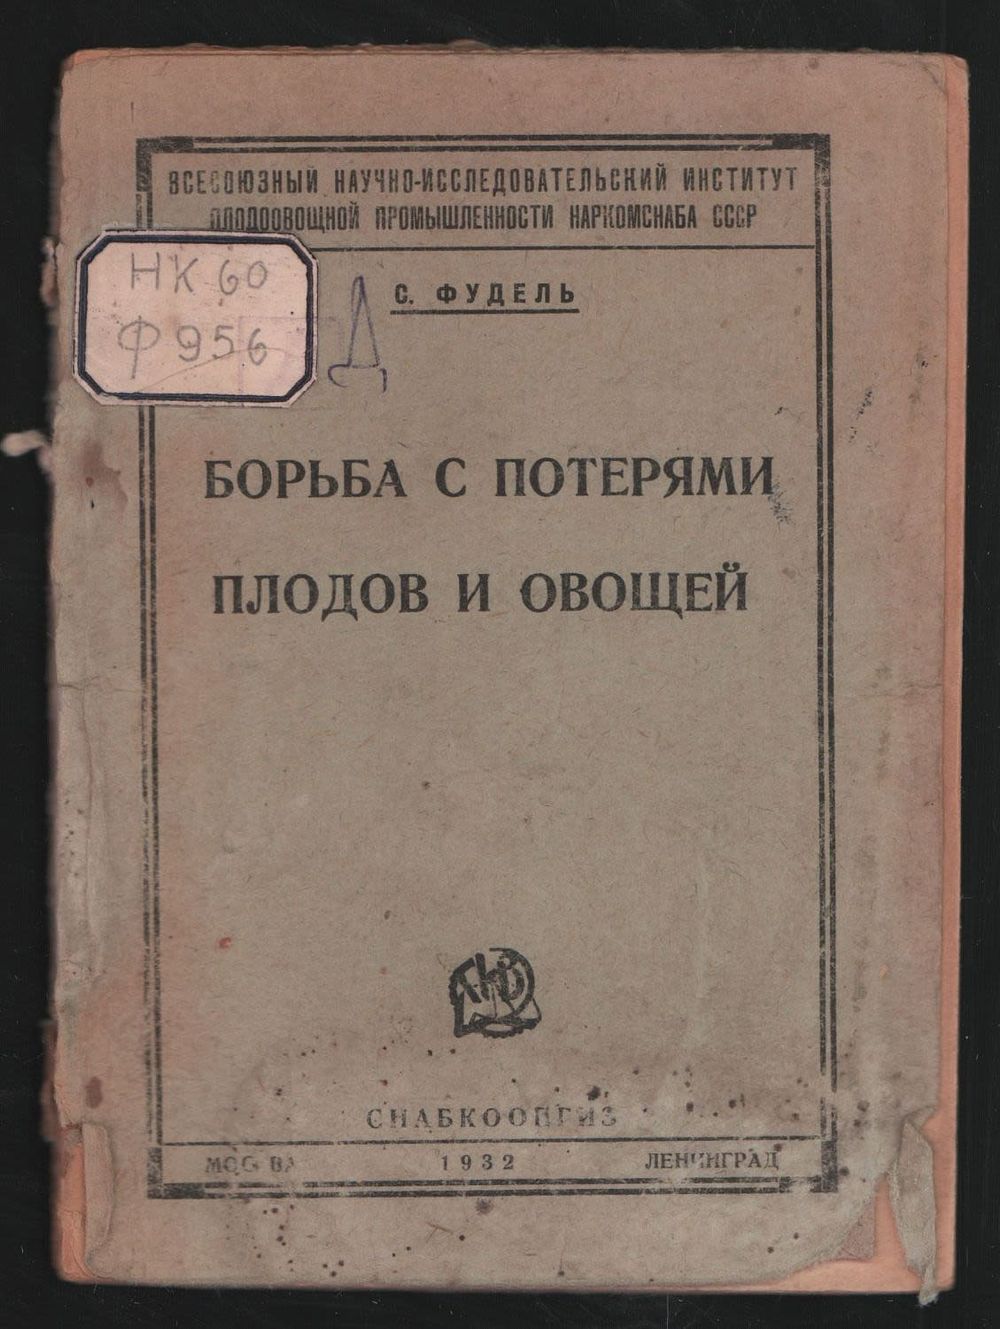 ВСЕСОЮЗНЫЙ НАУЧНО-ИССЛЕДОВАТЕЛЬСКИЙ ИНСТИТУТ
ПЛОДООВОЩНОЙ ПРОМЫШЛЕННОСТИ НАРКОМСНАБА СССР
НК 60
Ф 956
Д
С. ФУДЕЛЬ
БОРЬБА С ПОТЕРЯМИ
ПЛОДОВ И ОВОЩЕЙ
СНАБКООПГИЗ
МОСКВА 1932 ЛЕНИНГРАД